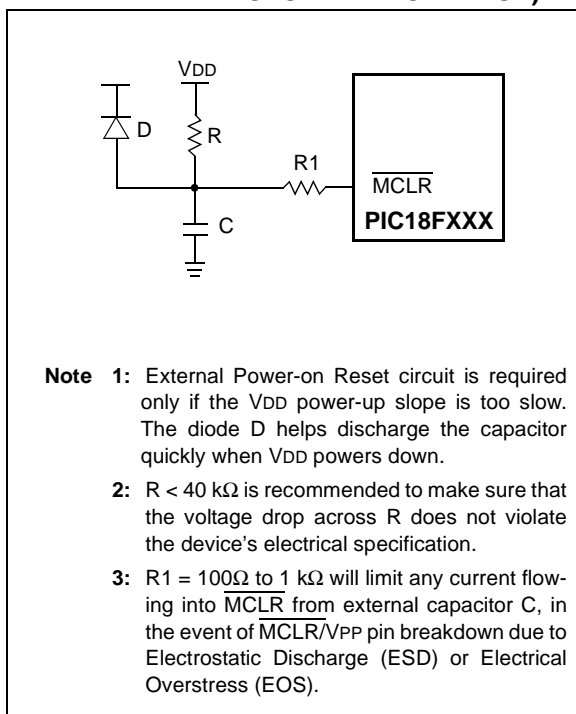 VDD
D
R
R1
MCLR
PIC18FXXX
C
Note 1: External Power-on Reset circuit is required
only if the VDD power-up slope is too slow.
The diode D helps discharge the capacitor
quickly when VDD powers down.
2: R < 40 kΩ is recommended to make sure that
the voltage drop across R does not violate
the device's electrical specification.
3: R1 = 100Ω to 1 kΩ will limit any current flow-
ing into MCLR from external capacitor C, in
the event of MCLR/VPP pin breakdown due to
Electrostatic Discharge (ESD) or Electrical
Overstress (EOS).